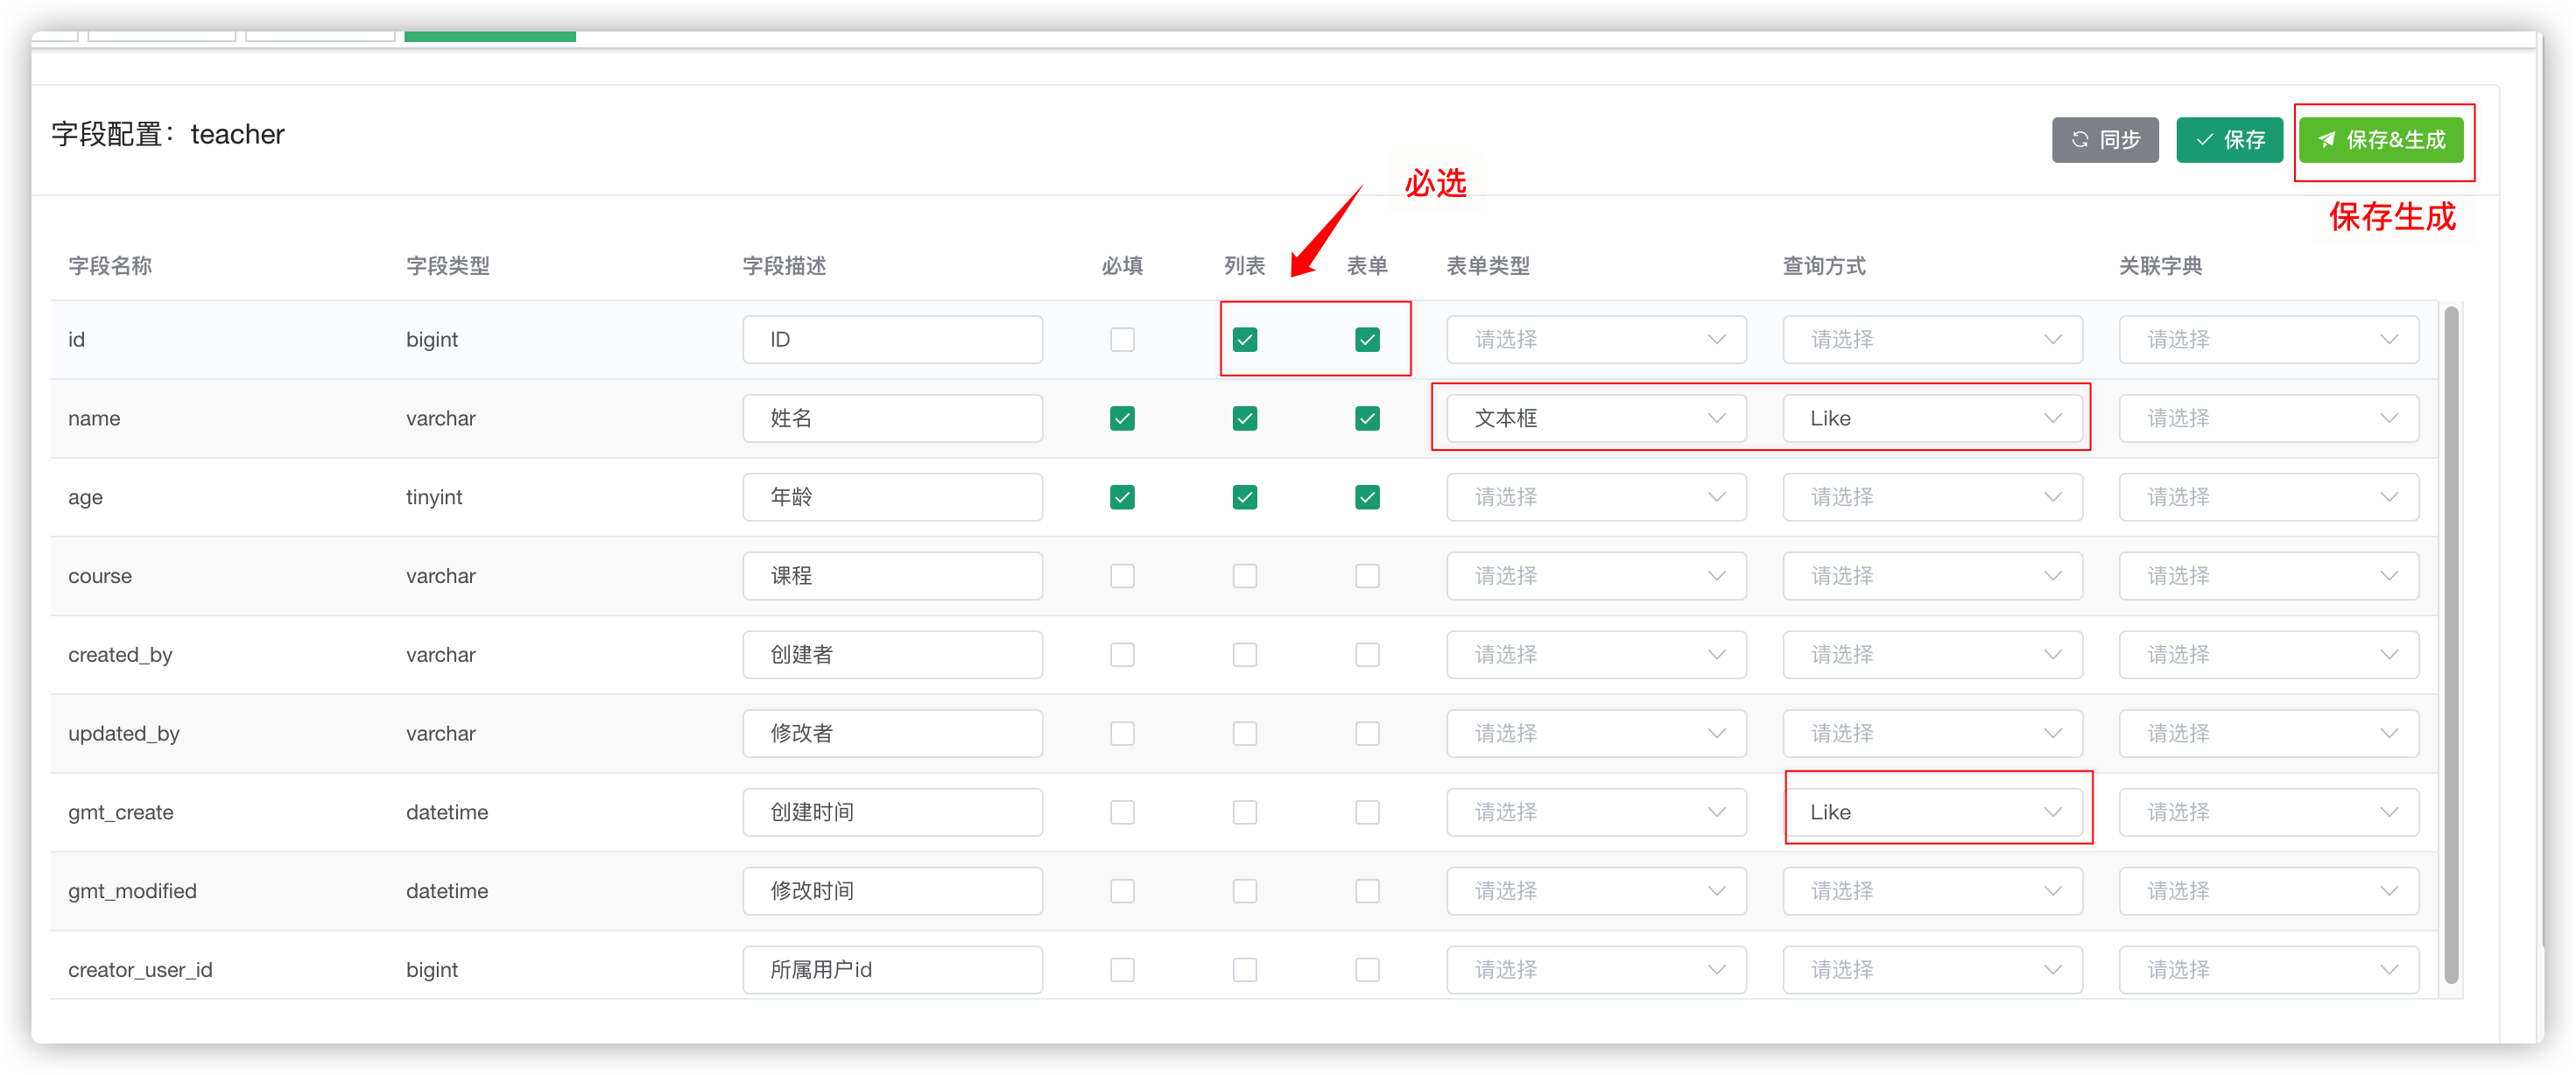 字段配置：teacher
同步
保存
保存&生成
必选
保存生成
字段名称 字段类型 字段描述 必填 列表 表单 表单类型 查询方式 关联字典
id bigint ID 请选择 请选择 请选择
name varchar 姓名 文本框 Like 请选择
age tinyint 年龄 请选择 请选择 请选择
course varchar 课程 请选择 请选择 请选择
created_by varchar 创建者 请选择 请选择 请选择
updated_by varchar 修改者 请选择 请选择 请选择
gmt_create datetime 创建时间 请选择 Like 请选择
gmt_modified datetime 修改时间 请选择 请选择 请选择
creator_user_id bigint 所属用户id 请选择 请选择 请选择